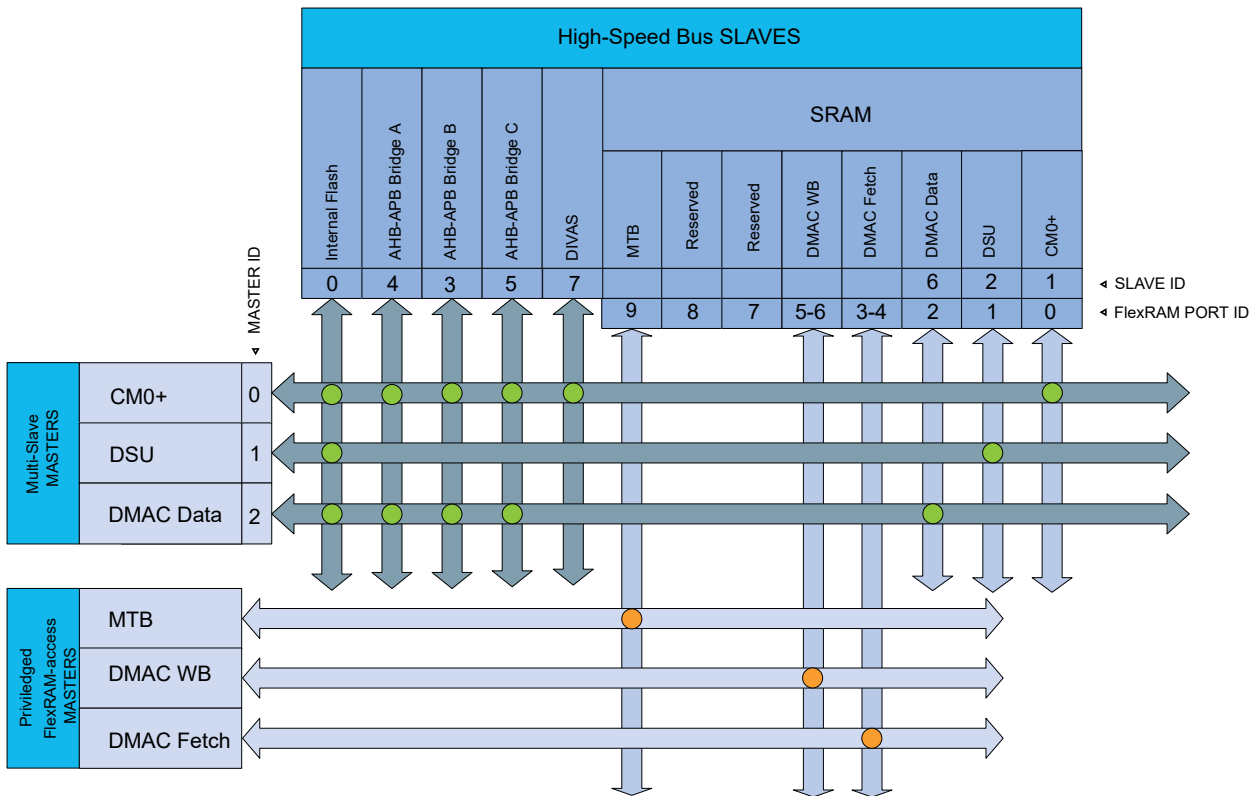 High-Speed Bus SLAVES
SRAM
Internal Flash
AHB-APB Bridge A
AHB-APB Bridge B
AHB-APB Bridge C
DIVAS
MTB
Reserved
Reserved
DMAC WB
DMAC Fetch
DMAC Data
DSU
CM0+
0 4 3 5 7 6 2 1 SLAVE ID
9 8 7 5-6 3-4 2 1 0 FlexRAM PORT ID
MASTER ID
Multi-Slave
MASTERS
CM0+ 0
DSU 1
DMAC Data 2
Priviledged
FlexRAM-access
MASTERS
MTB
DMAC WB
DMAC Fetch